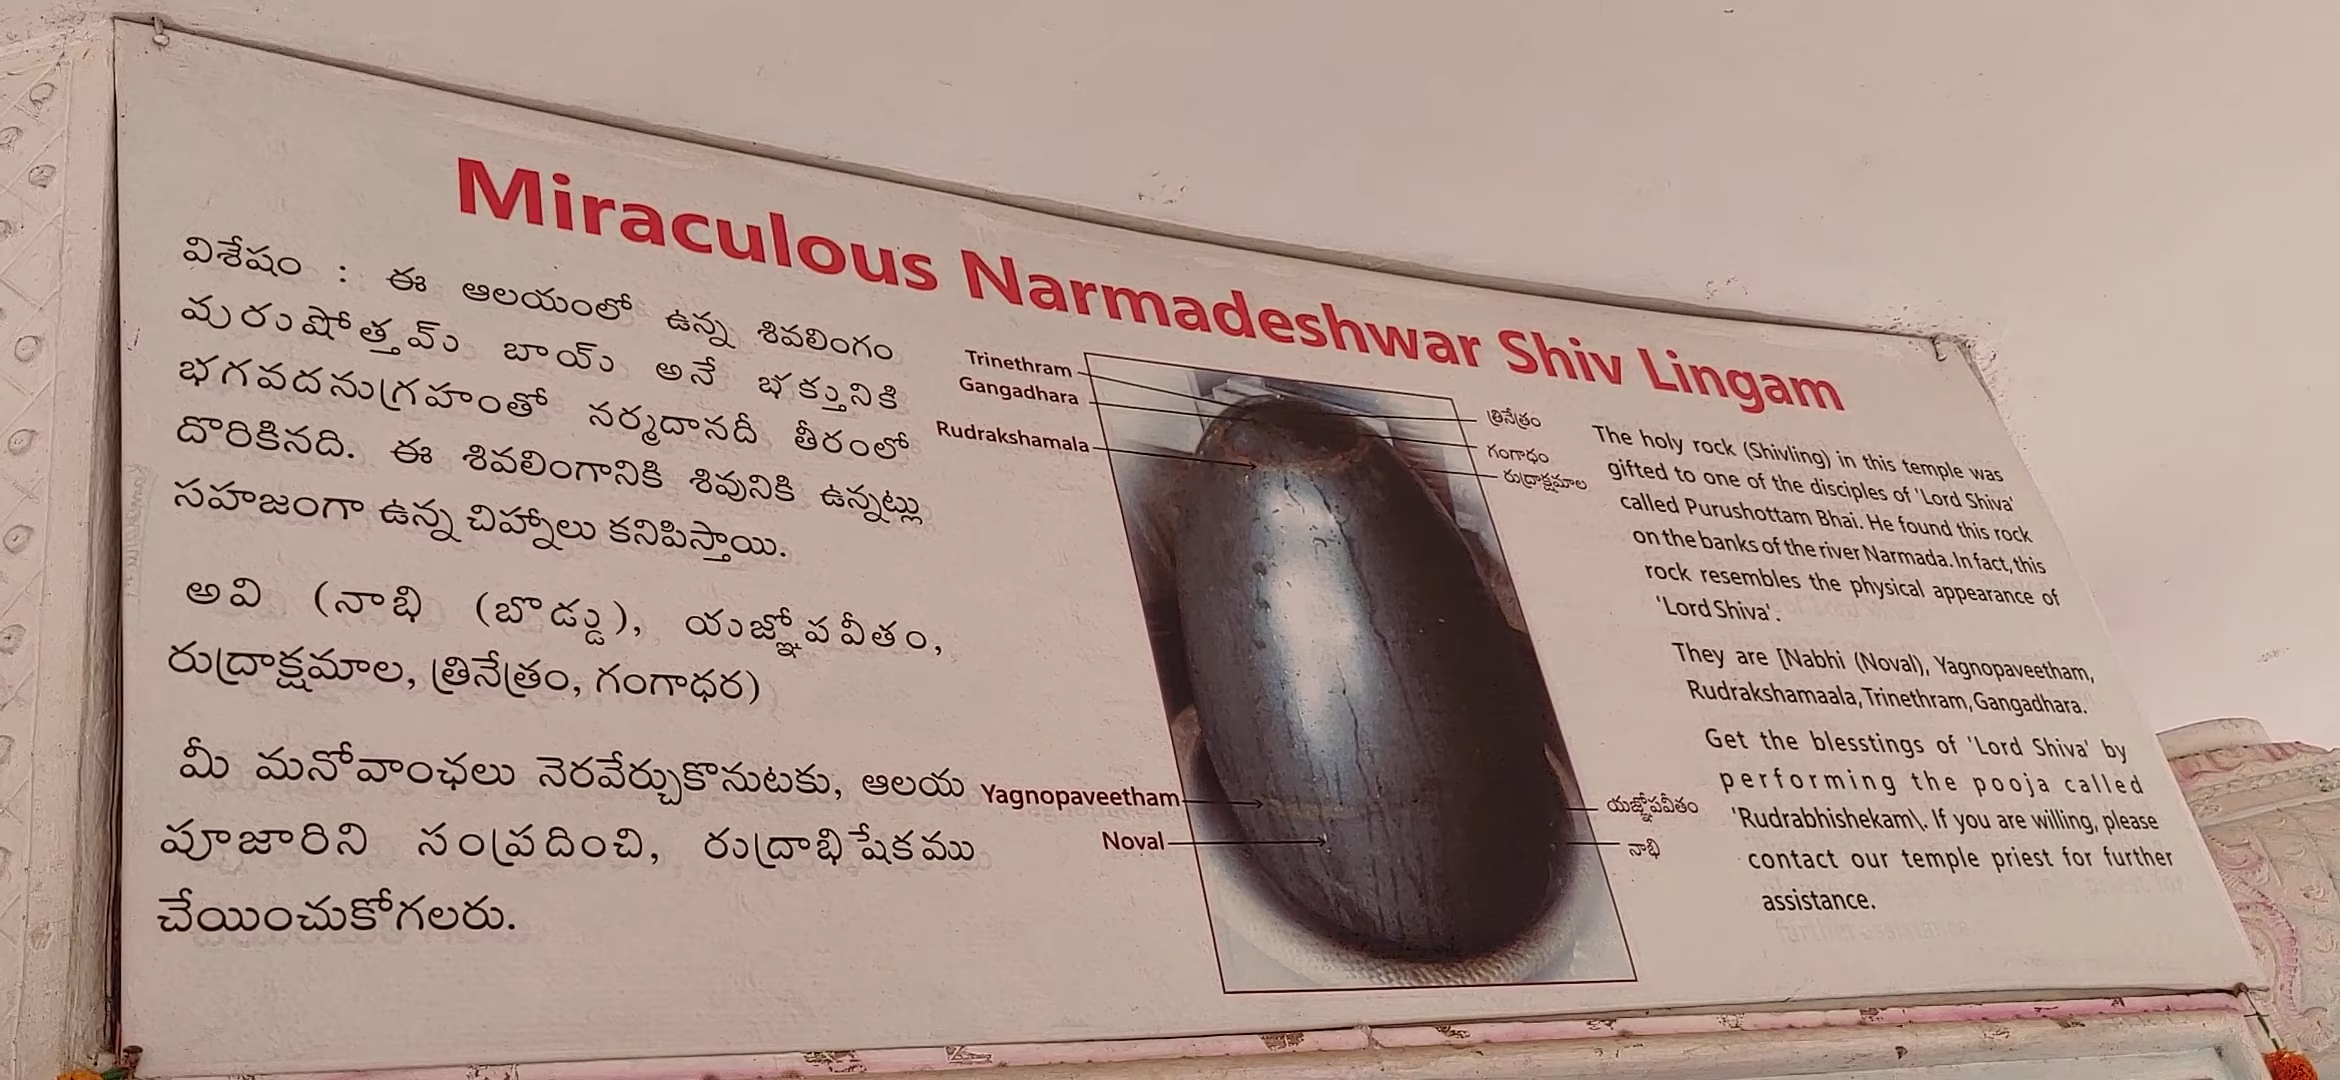 Miraculous Narmadeshwar Shiv Lingam
విశేషం : ఈ ఆలయంలో ఉన్న శివలింగం
పురుషోత్తమ్ బాయ్ అనే భక్తునికి
భగవదనుగ్రహంతో నర్మదానదీ తీరంలో
దొరికినది. ఈ శివలింగానికి శివునికి ఉన్నట్లు
సహజంగా ఉన్న చిహ్నాలు కనిపిస్తాయి.
అవి (నాభి (బొడ్డు), యజ్ఞోపవీతం,
రుద్రాక్షమాల, త్రినేత్రం, గంగాధర)
మీ మనోవాంఛలు నెరవేర్చుకొనుటకు, ఆలయ
పూజారిని సంప్రదించి, రుద్రాభిషేకము
చేయించుకోగలరు.
Trinethram
Gangadhara
Rudrakshamala
Yagnopaveetham
Noval
త్రినేత్రం
గంగాధం
రుద్రాక్షమాల
యజ్ఞోపవీతం
నాభి
The holy rock (Shivling) in this temple was
gifted to one of the disciples of 'Lord Shiva'
called Purushottam Bhai. He found this rock
on the banks of the river Narmada. In fact, this
rock resembles the physical appearance of
'Lord Shiva'.
They are [Nabhi (Noval), Yagnopaveetham,
Rudrakshamaala, Trinethram, Gangadhara.
Get the blesstings of 'Lord Shiva' by
performing the pooja called
'Rudrabhishekam\. If you are willing, please
contact our temple priest for further
assistance.